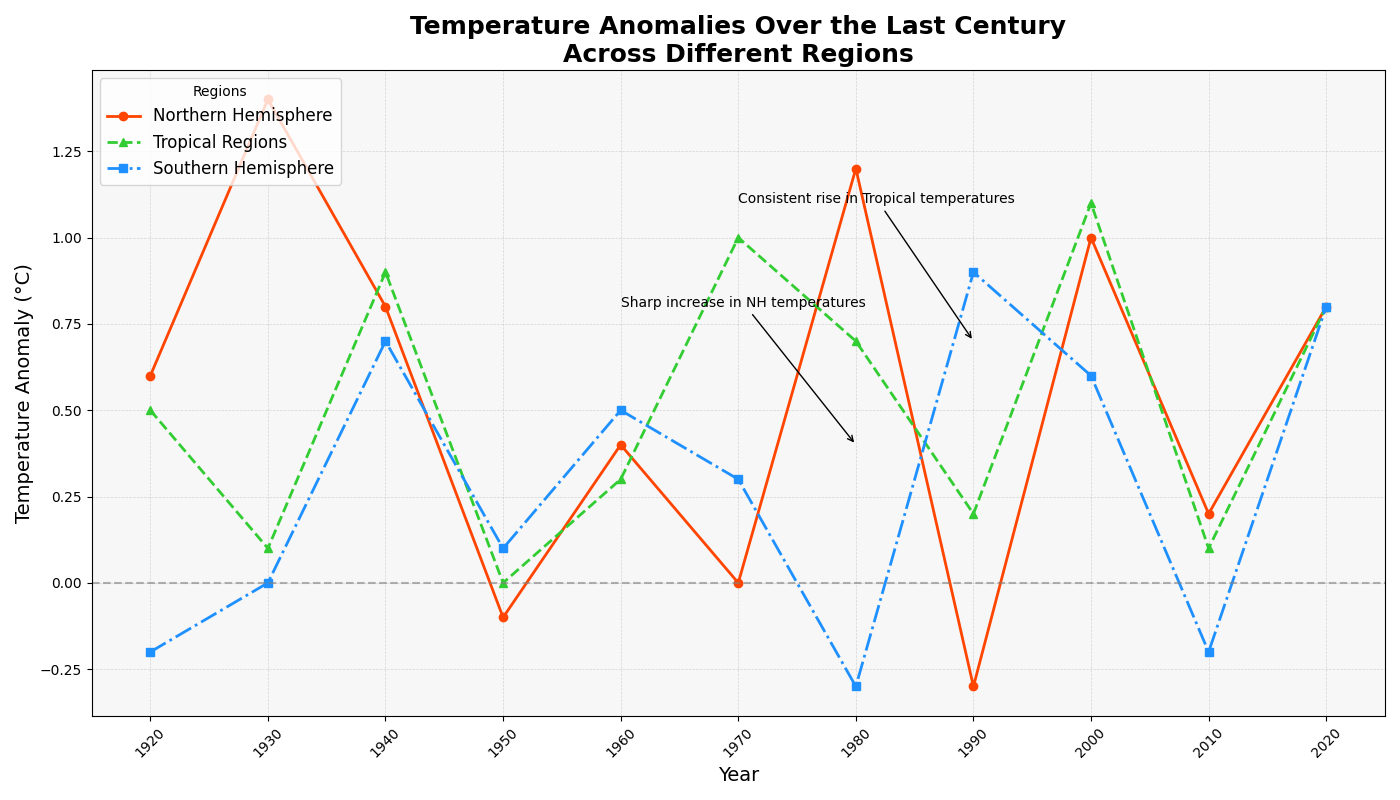 Temperature Anomalies Over the Last Century
Across Different Regions
Regions
Northern Hemisphere
Tropical Regions
Southern Hemisphere
Consistent rise in Tropical temperatures
Sharp increase in NH temperatures
Temperature Anomaly (°C)
1.25
1.00
0.75
0.50
0.25
0.00
−0.25
1920
1930
1940
1950
1960
1970
1980
1990
2000
2010
2020
Year